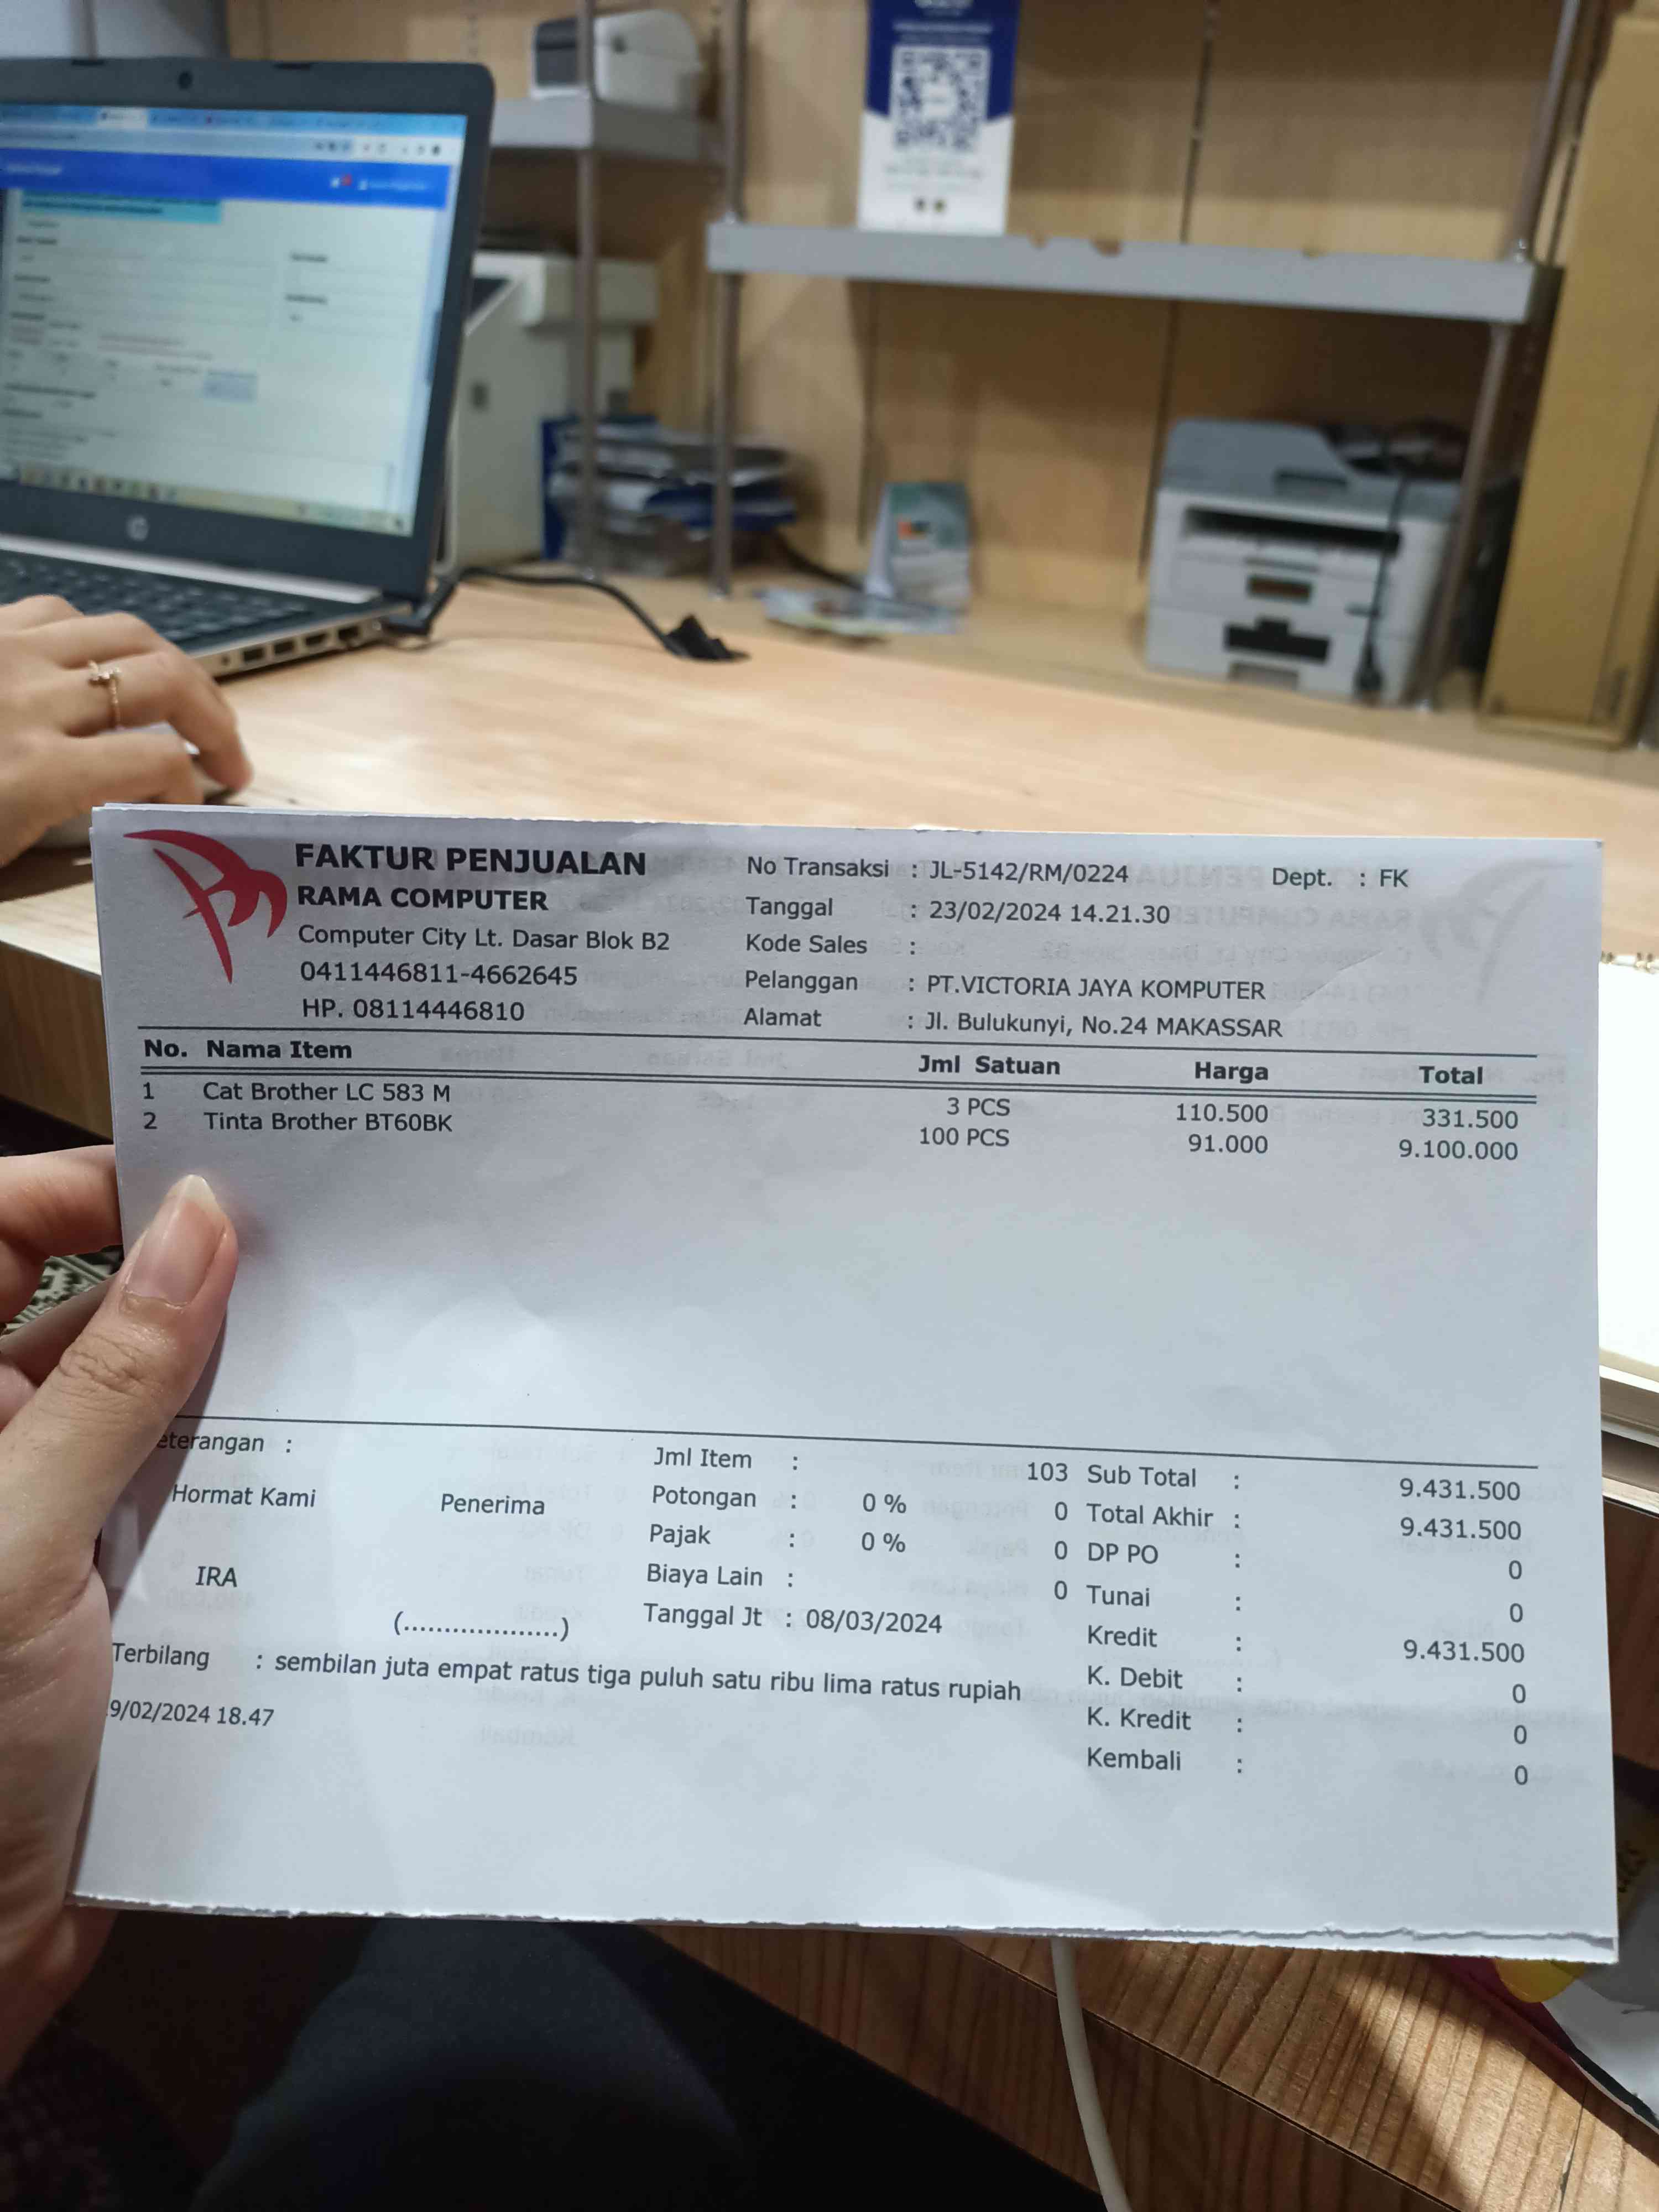 FAKTUR PENJUALAN
RAMA COMPUTER
Computer City Lt. Dasar Blok B2
0411446811-4662645
HP. 08114446810
No Transaksi : JL-5142/RM/0224 Dept. : FK
Tanggal : 23/02/2024 14.21.30
Kode Sales :
Pelanggan : PT.VICTORIA JAYA KOMPUTER
Alamat : Jl. Bulukunyi, No.24 MAKASSAR
No. Nama Item Jml Satuan Harga Total
1 Cat Brother LC 583 M 3 PCS 110.500 331.500
2 Tinta Brother BT60BK 100 PCS 91.000 9.100.000
eterangan :
Hormat Kami Penerima
IRA
(...................)
Jml Item : 103
Potongan : 0 % 0
Pajak : 0 % 0
Biaya Lain : 0
Tanggal Jt : 08/03/2024
Sub Total : 9.431.500
Total Akhir : 9.431.500
DP PO : 0
Tunai : 0
Kredit : 9.431.500
K. Debit : 0
K. Kredit : 0
Kembali : 0
Terbilang : sembilan juta empat ratus tiga puluh satu ribu lima ratus rupiah
9/02/2024 18.47
hp